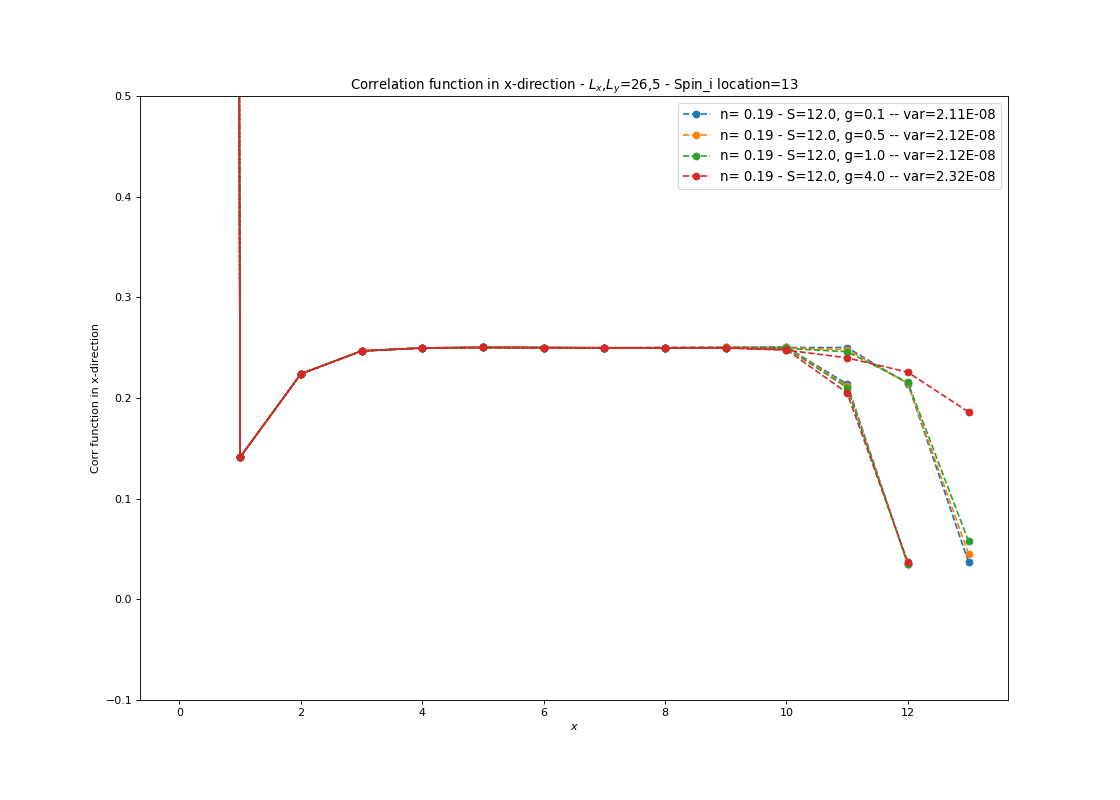 Correlation function in x-direction - Lx,Ly=26,5 - Spin_i location=13
n= 0.19 - S=12.0, g=0.1 -- var=2.11E-08
n= 0.19 - S=12.0, g=0.5 -- var=2.12E-08
n= 0.19 - S=12.0, g=1.0 -- var=2.12E-08
n= 0.19 - S=12.0, g=4.0 -- var=2.32E-08
Corr function in x-direction
0.5
0.4
0.3
0.2
0.1
0.0
−0.1
0 2 4 6 8 10 12
x